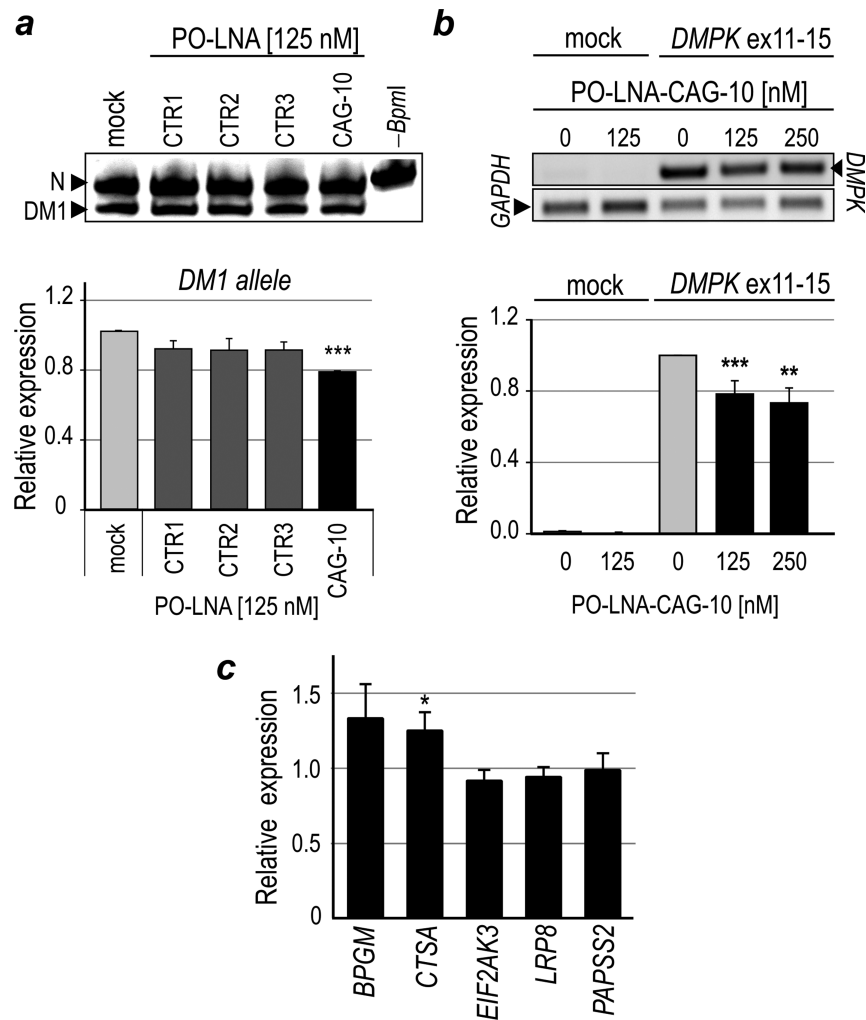 a
PO-LNA [125 nM]
mock
CTR1
CTR2
CTR3
CAG-10
–BpmI
N
DM1
DM1 allele
Relative expression
1.2
0.8
0.4
0
mock
CTR1
CTR2
CTR3
CAG-10
***
PO-LNA [125 nM]
b
mock
DMPK ex11-15
PO-LNA-CAG-10 [nM]
0 125 0 125 250
GAPDH
DMPK
mock
DMPK ex11-15
Relative expression
1.2
0.8
0.4
0.0
***
**
0 125 0 125 250
PO-LNA-CAG-10 [nM]
c
Relative expression
1.5
1.0
0.5
0
*
BPGM
CTSA
EIF2AK3
LRP8
PAPSS2